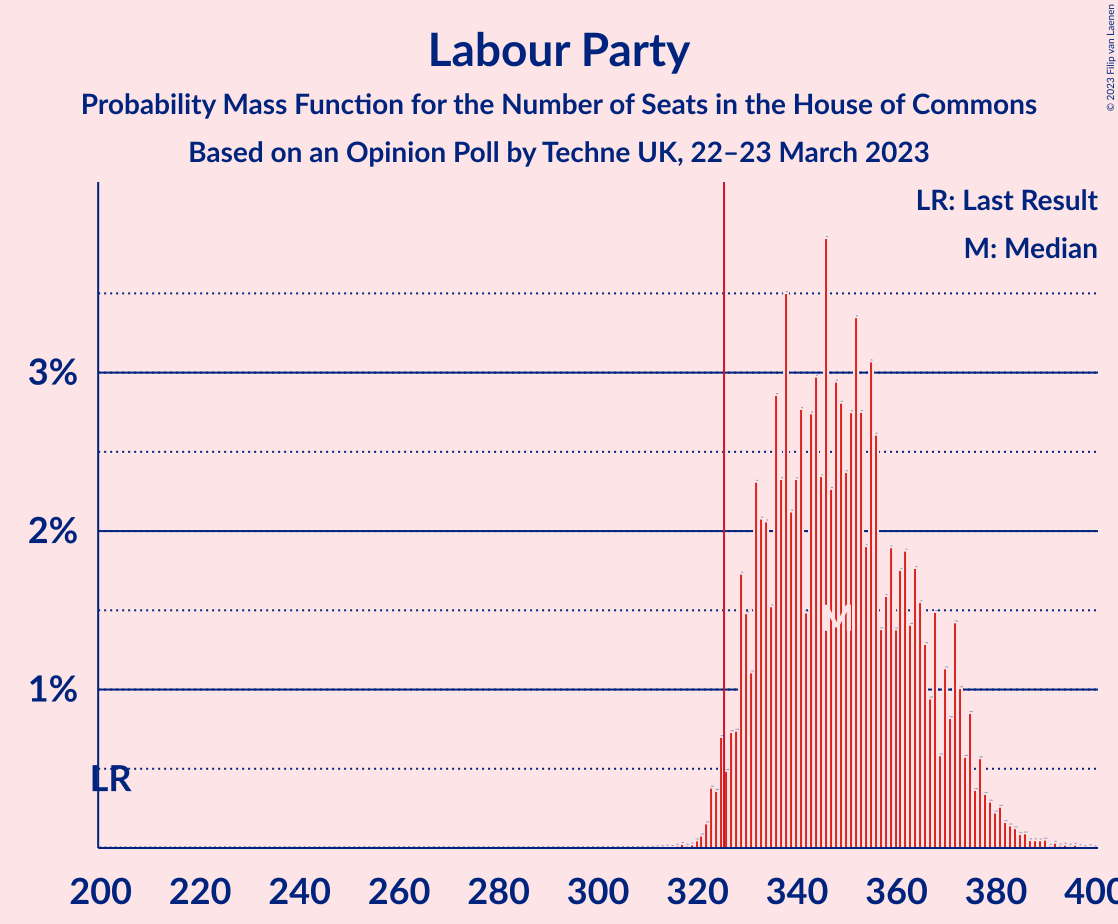 Labour Party
Probability Mass Function for the Number of Seats in the House of Commons
Based on an Opinion Poll by Techne UK, 22–23 March 2023
© 2023 Filip van Laenen
LR: Last Result
M: Median
3%
2%
1%
M
LR
200 220 240 260 280 300 320 340 360 380 400